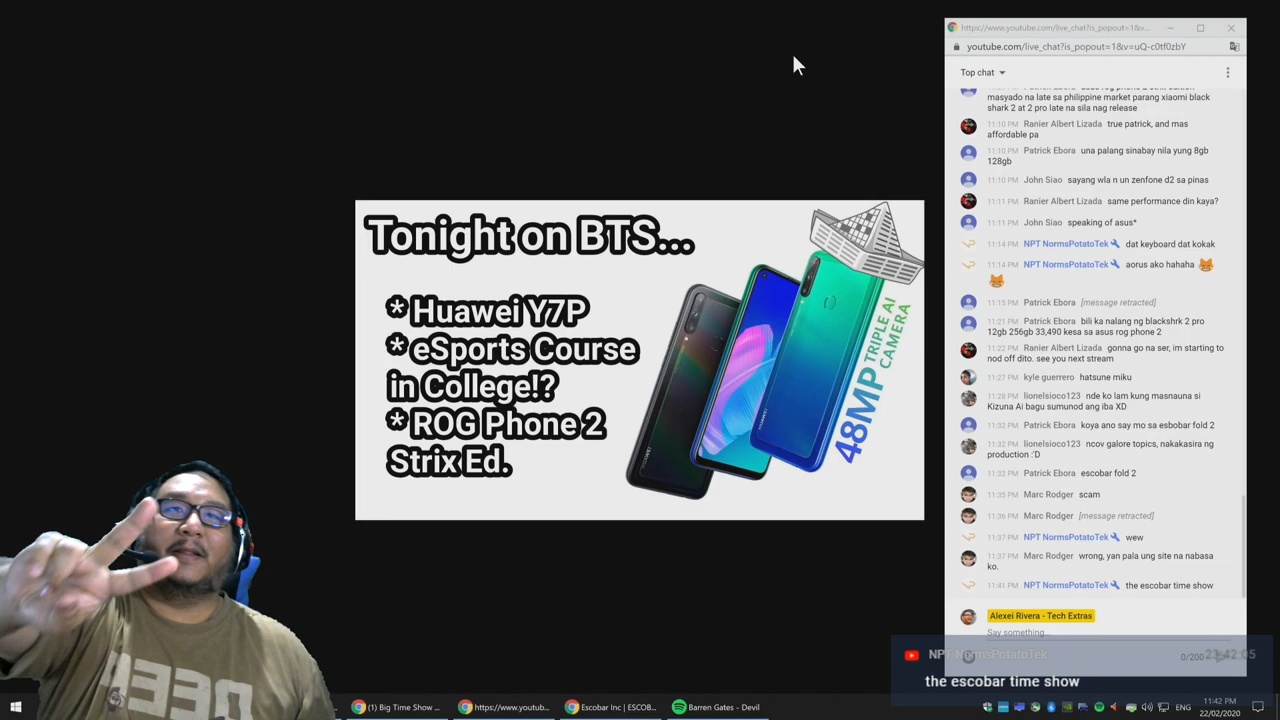 https://www.youtube.com/live_chat?is_popout=1&v...
youtube.com/live_chat?is_popout=1&v=uQ-c0tf0zbY
Top chat
masyado na late sa philippine market parang xiaomi black
shark 2 at 2 pro late na sila nag release
11:10 PM Ranier Albert Lizada true patrick, and mas
affordable pa
11:10 PM Patrick Ebora una palang sinabay nila yung 8gb
128gb
11:10 PM John Siao sayang wla n un zenfone d2 sa pinas
11:11 PM Ranier Albert Lizada same performance din kaya?
11:11 PM John Siao speaking of asus*
11:14 PM NPT NormsPotatoTek dat keyboard dat kokak
11:14 PM NPT NormsPotatoTek aorus ako hahaha
11:15 PM Patrick Ebora [message retracted]
11:21 PM Patrick Ebora bili ka nalang ng blackshrk 2 pro
12gb 256gb 33,490 kesa sa asus rog phone 2
11:22 PM Ranier Albert Lizada gonna go na ser, im starting to
nod off dito. see you next stream
11:27 PM kyle guerrero hatsune miku
11:28 PM lionelsioco123 nde ko lam kung masnauna si
Kizuna Ai bagu sumunod ang iba XD
11:32 PM Patrick Ebora koya ano say mo sa esbobar fold 2
11:32 PM lionelsioco123 ncov galore topics, nakakasira ng
production :'D
11:32 PM Patrick Ebora escobar fold 2
11:35 PM Marc Rodger scam
11:36 PM Marc Rodger [message retracted]
11:37 PM NPT NormsPotatoTek wew
11:37 PM Marc Rodger wrong, yan pala ung site na nabasa
ko.
11:41 PM NPT NormsPotatoTek the escobar time show
Alexei Rivera - Tech Extras
Say something...
0/200
NPT NormsPotatoTek 23:42:05
the escobar time show
Tonight on BTS...
* Huawei Y7P
* eSports Course
in College!?
* ROG Phone 2
Strix Ed.
48MP TRIPLE AI
CAMERA
HUAWEI
HUAWEI
(1) Big Time Show ...
https://www.youtub...
Escobar Inc | ESCOB...
Barren Gates - Devil
ENG
11:42 PM
22/02/2020